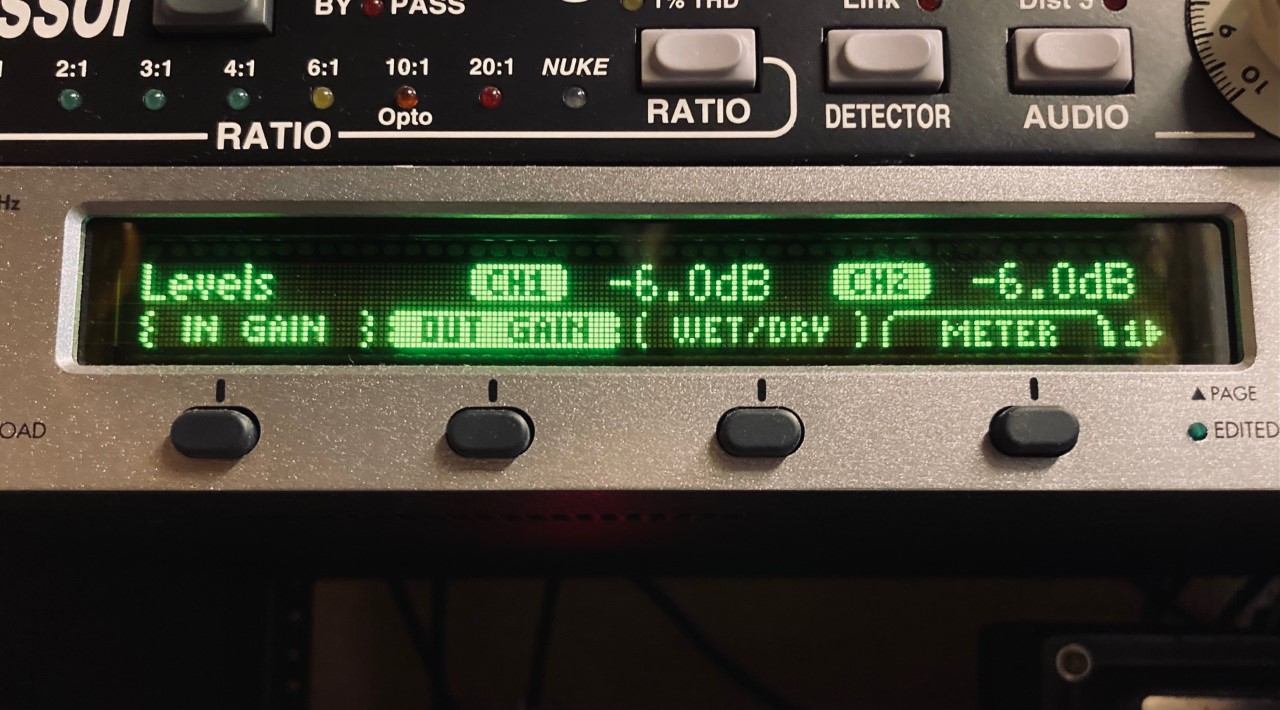 BY PASS 1% THD Link Dist 3
2:1 3:1 4:1 6:1 10:1 20:1 NUKE
Opto
RATIO
RATIO DETECTOR AUDIO
9 10
Hz
Levels CH1 -6.0dB CH2 -6.0dB
IN GAIN OUT GAIN WET/DRY METER 1
PAGE
OAD EDITED